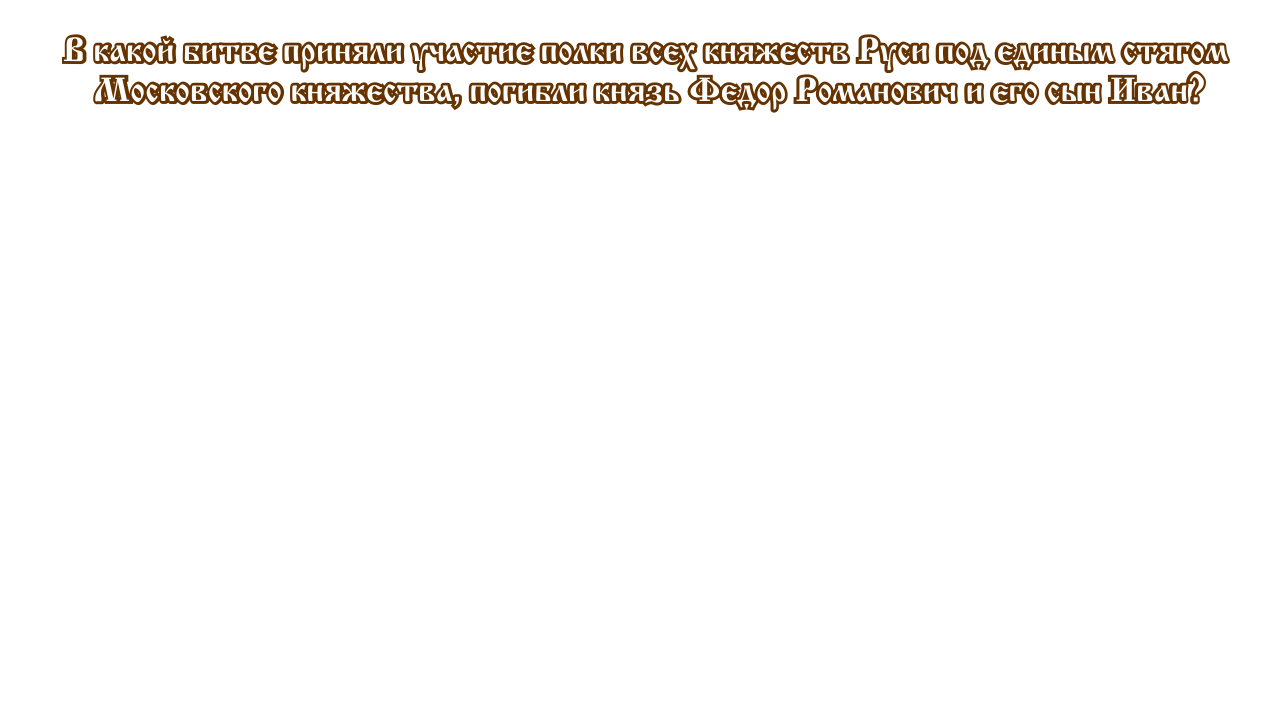 В какой битве приняли участие полки всех княжеств Руси под единым стягом
Московского княжества, погибли князь Федор Романович и его сын Иван?